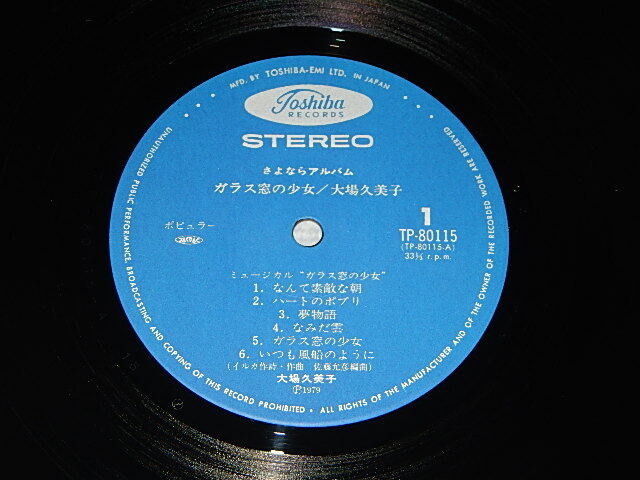 MFD. BY TOSHIBA-EMI LTD. IN JAPAN
Toshiba
RECORDS
STEREO
さよならアルバム
ガラス窓の少女/大場久美子
ポピュラー
1
TP-80115
(TP-80115-A)
33⅓ r.p.m.
ミュージカル "ガラス窓の少女"
1. なんて素敵な朝
2. ハートのポプリ
3. 夢物語
4. なみだ雲
5. ガラス窓の少女
6. いつも風船のように
(イルカ作詩・作曲 佐藤允彦編曲)
大場久美子
Ⓟ1979
UNAUTHORIZED PUBLIC PERFORMANCE, BROADCASTING AND COPYING OF THIS RECORD PROHIBITED • ALL RIGHTS OF THE MANUFACTURER AND OF THE OWNER OF THE RECORDED WORK ARE RESERVED